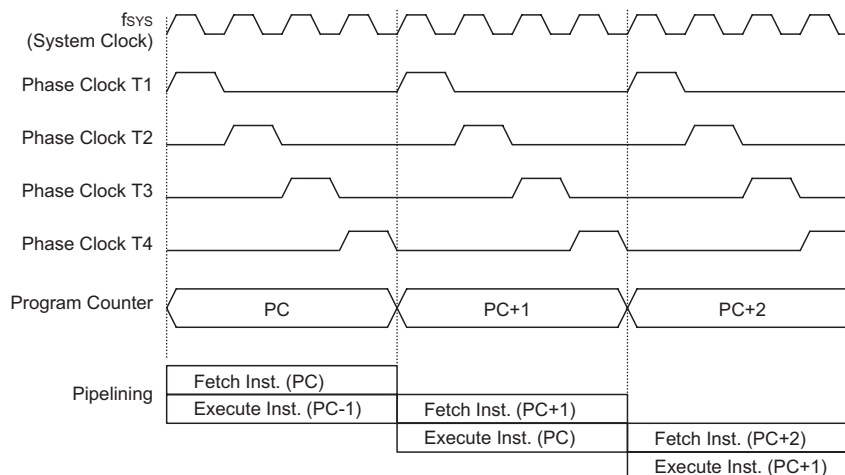 fSYS
(System Clock)
Phase Clock T1
Phase Clock T2
Phase Clock T3
Phase Clock T4
Program Counter
PC
PC+1
PC+2
Pipelining
Fetch Inst. (PC)
Execute Inst. (PC-1)
Fetch Inst. (PC+1)
Execute Inst. (PC)
Fetch Inst. (PC+2)
Execute Inst. (PC+1)